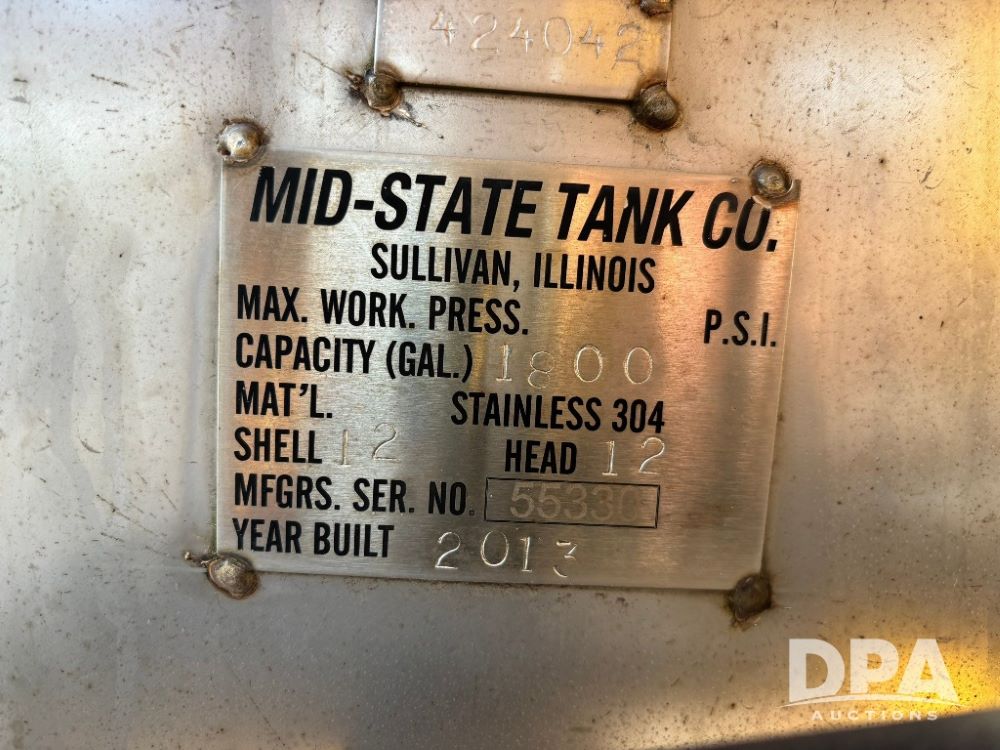 424042
MID-STATE TANK CO.
SULLIVAN, ILLINOIS
MAX. WORK. PRESS. P.S.I.
CAPACITY (GAL.) 1800
MAT'L. STAINLESS 304
SHELL 12 HEAD 12
MFGRS. SER. NO.
YEAR BUILT 2013
DPA
AUCTIONS